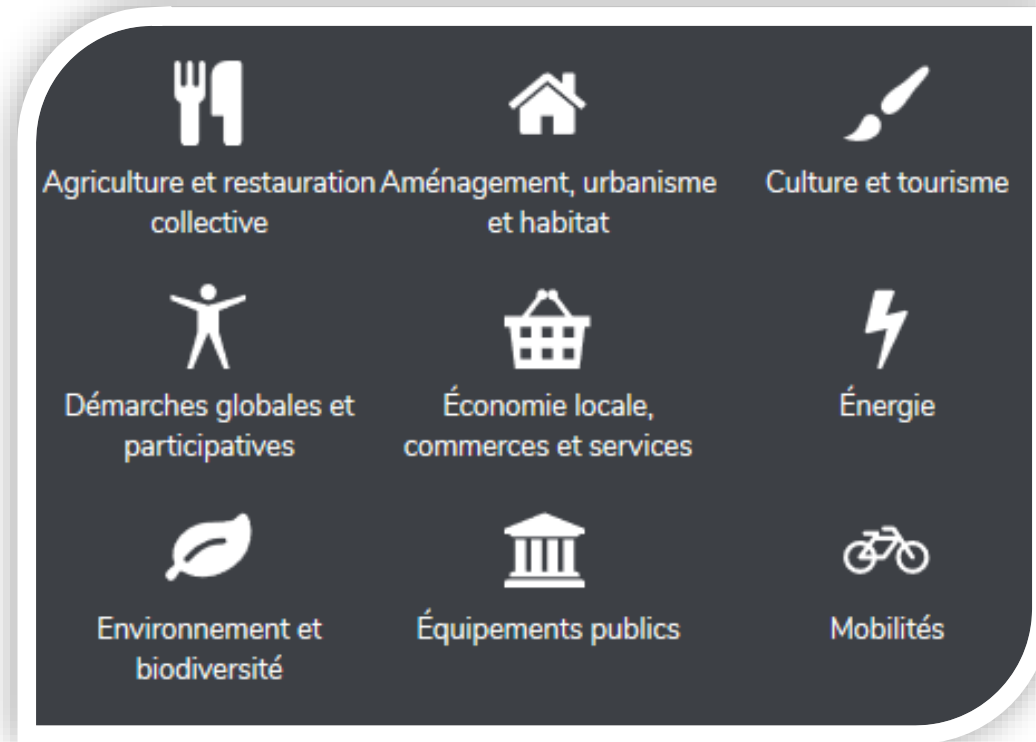 Agriculture et restauration
collective
Aménagement, urbanisme
et habitat
Culture et tourisme
Démarches globales et
participatives
Économie locale,
commerces et services
Énergie
Environnement et
biodiversité
Équipements publics
Mobilités